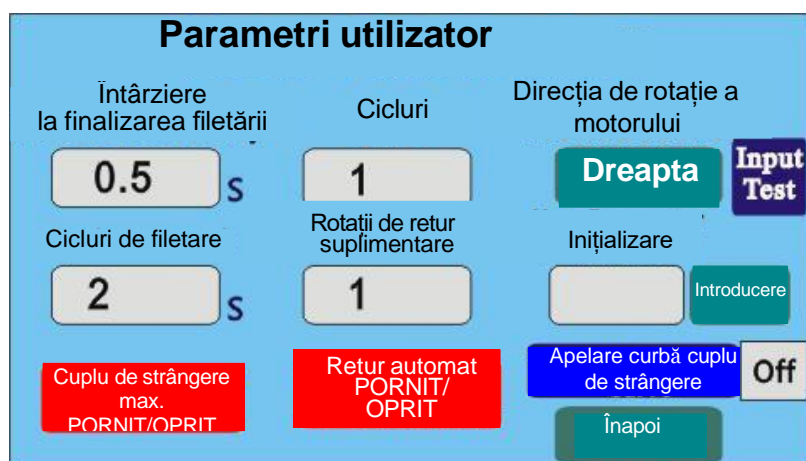 Parametri utilizator
Întârziere
la finalizarea filetării
Cicluri
Direcția de rotație a
motorului
0.5 s
1
Dreapta
Input
Test
Cicluri de filetare
Rotații de retur
suplimentare
Inițializare
2 s
1
Introducere
Cuplu de strângere
max.
PORNIT/OPRIT
Retur automat
PORNIT/
OPRIT
Apelare curbă cuplu
de strângere
Off
Înapoi